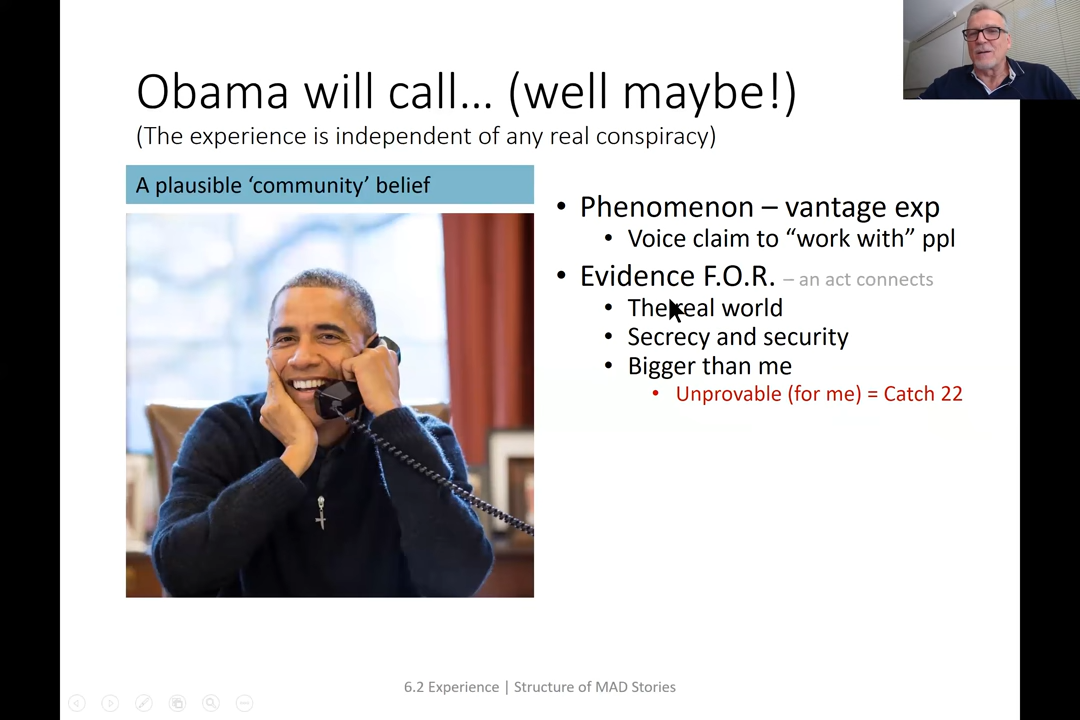 Obama will call... (well maybe!)
(The experience is independent of any real conspiracy)
A plausible ‘community’ belief
• Phenomenon – vantage exp
• Voice claim to “work with” ppl
• Evidence F.O.R. – an act connects
• The real world
• Secrecy and security
• Bigger than me
• Unprovable (for me) = Catch 22
6.2 Experience | Structure of MAD Stories